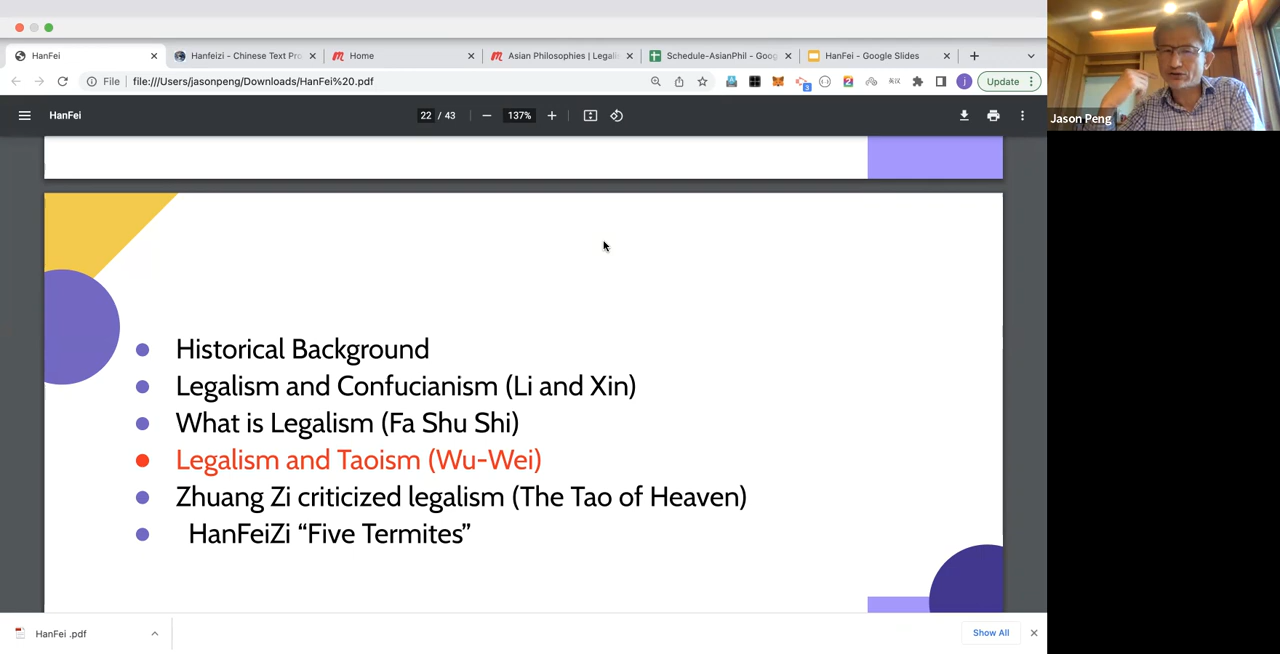 HanFei
Hanfeizi - Chinese Text Pro
Home
Asian Philosophies | Legali
Schedule-AsianPhil - Goog
HanFei - Google Slides
File
file:///Users/jasonpeng/Downloads/HanFei%20.pdf
3
j
Update
HanFei
22 / 43
137%
Jason Peng
Historical Background
Legalism and Confucianism (Li and Xin)
What is Legalism (Fa Shu Shi)
Legalism and Taoism (Wu-Wei)
Zhuang Zi criticized legalism (The Tao of Heaven)
HanFeiZi “Five Termites”
HanFei .pdf
Show All